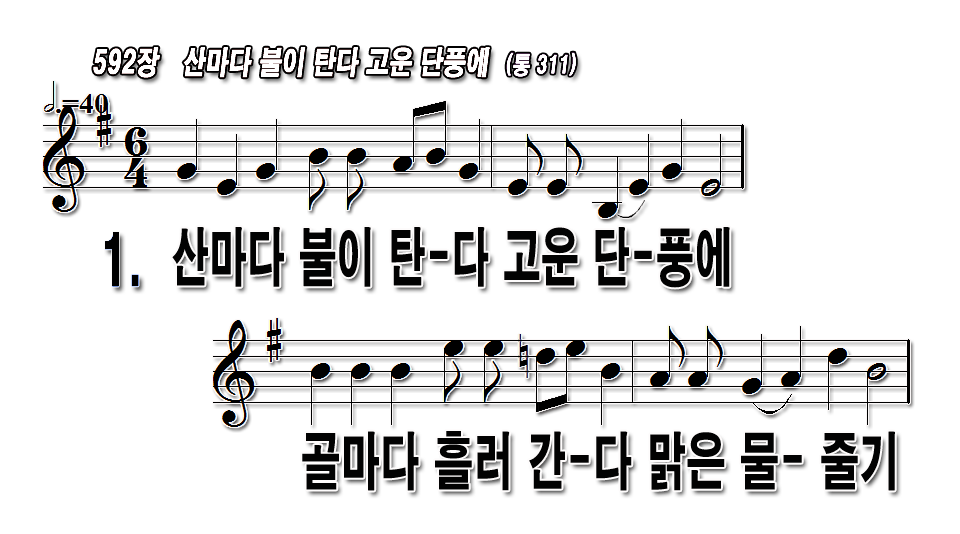 592장 산마다 불이 탄다 고운 단풍에 (통 311)
𝅗𝅥.=40
6
4
1. 산마다 불이 탄-다 고운 단-풍에
골마다 흘러 간-다 맑은 물- 줄기